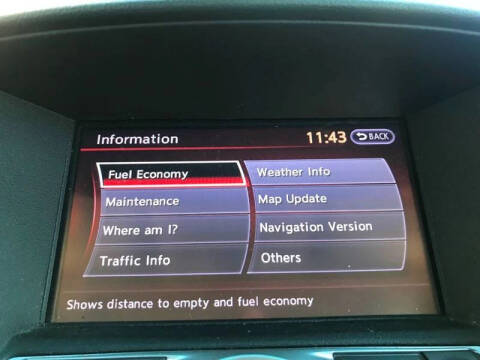 Information
11:43
BACK
Fuel Economy
Weather Info
Maintenance
Map Update
Where am I?
Navigation Version
Traffic Info
Others
Shows distance to empty and fuel economy